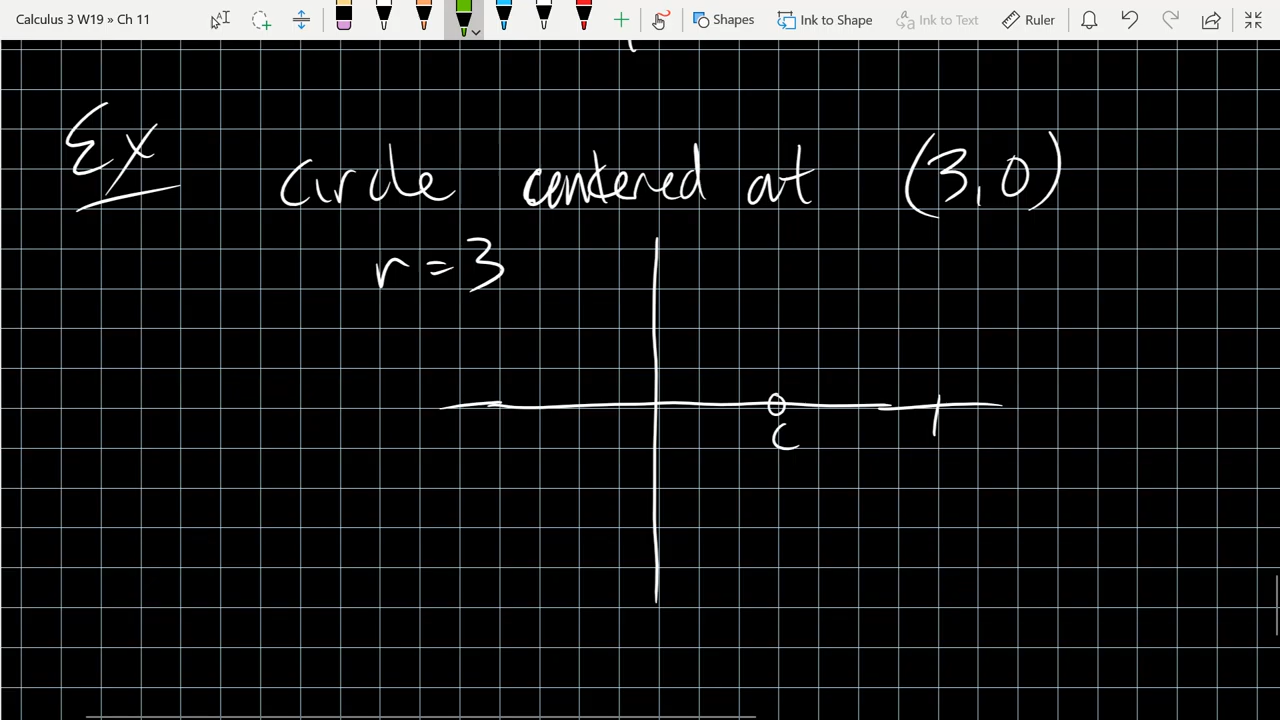 Calculus 3 W19 » Ch 11
Shapes
Ink to Shape
Ink to Text
Ruler
Ex Circle centered at (3,0)
r = 3
C